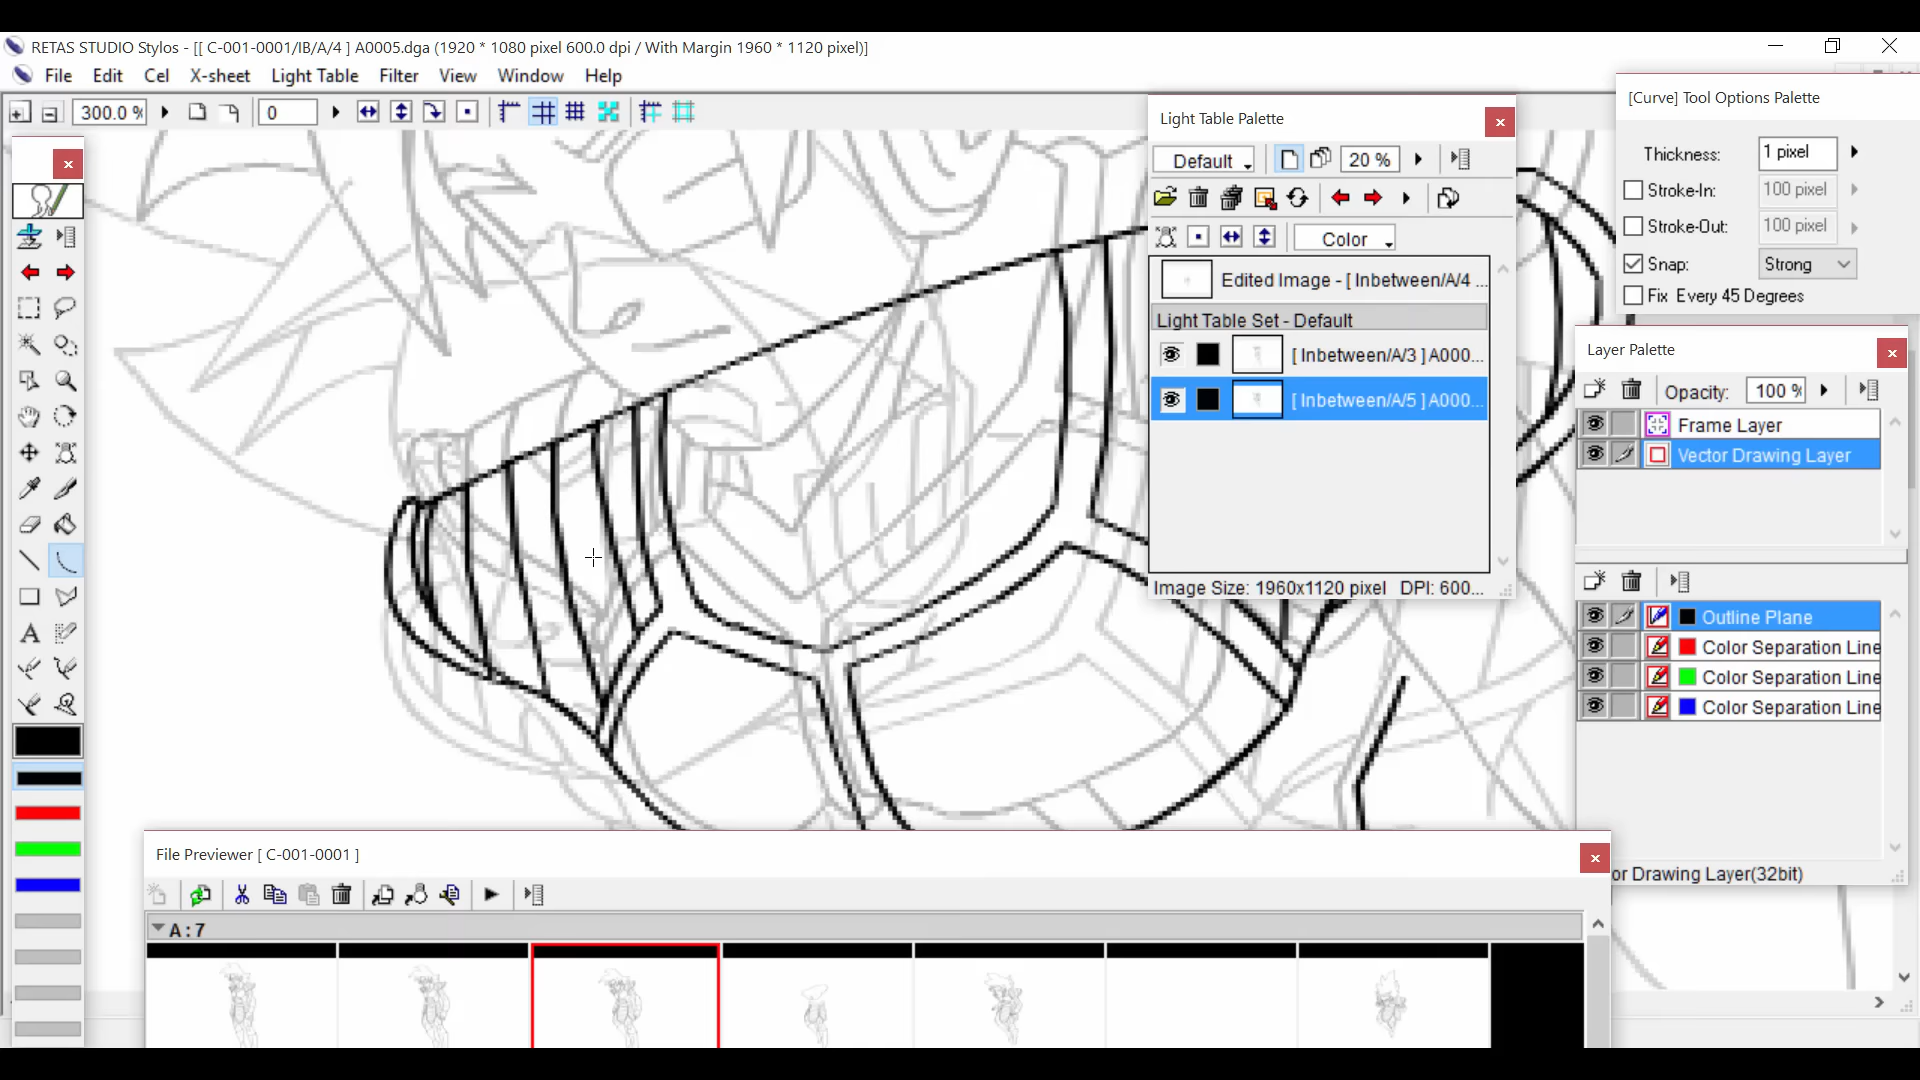 RETAS STUDIO Stylos - [[ C-001-0001/IB/A/4 ] A0005.dga (1920 * 1080 pixel 600.0 dpi / With Margin 1960 * 1120 pixel)]
File Edit Cel X-sheet Light Table Filter View Window Help
300.0 % 0
Light Table Palette
Default 20 %
Color
Edited Image - [ Inbetween/A/4 ...
Light Table Set - Default
[ Inbetween/A/3 ] A000...
[ Inbetween/A/5 ] A000...
Image Size: 1960x1120 pixel DPI: 600...
[Curve] Tool Options Palette
Thickness: 1 pixel
Stroke-In: 100 pixel
Stroke-Out: 100 pixel
Snap: Strong
Fix Every 45 Degrees
Layer Palette
Opacity: 100 %
Frame Layer
Vector Drawing Layer
Outline Plane
Color Separation Line
Color Separation Line
Color Separation Line
or Drawing Layer(32bit)
A
File Previewer [ C-001-0001 ]
A:7